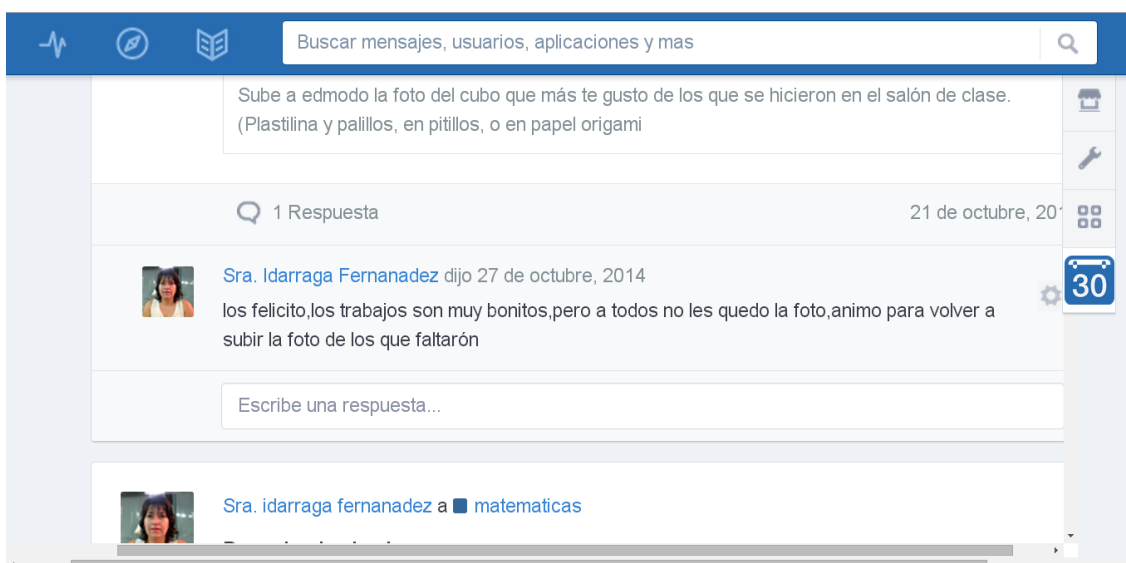 Buscar mensajes, usuarios, aplicaciones y mas
Sube a edmodo la foto del cubo que más te gusto de los que se hicieron en el salón de clase.
(Plastilina y palillos, en pitillos, o en papel origami
1 Respuesta
21 de octubre, 201
30
Sra. Idarraga Fernanadez dijo 27 de octubre, 2014
los felicito,los trabajos son muy bonitos,pero a todos no les quedo la foto,animo para volver a
subir la foto de los que faltarón
Escribe una respuesta...
Sra. idarraga fernanadez a matematicas